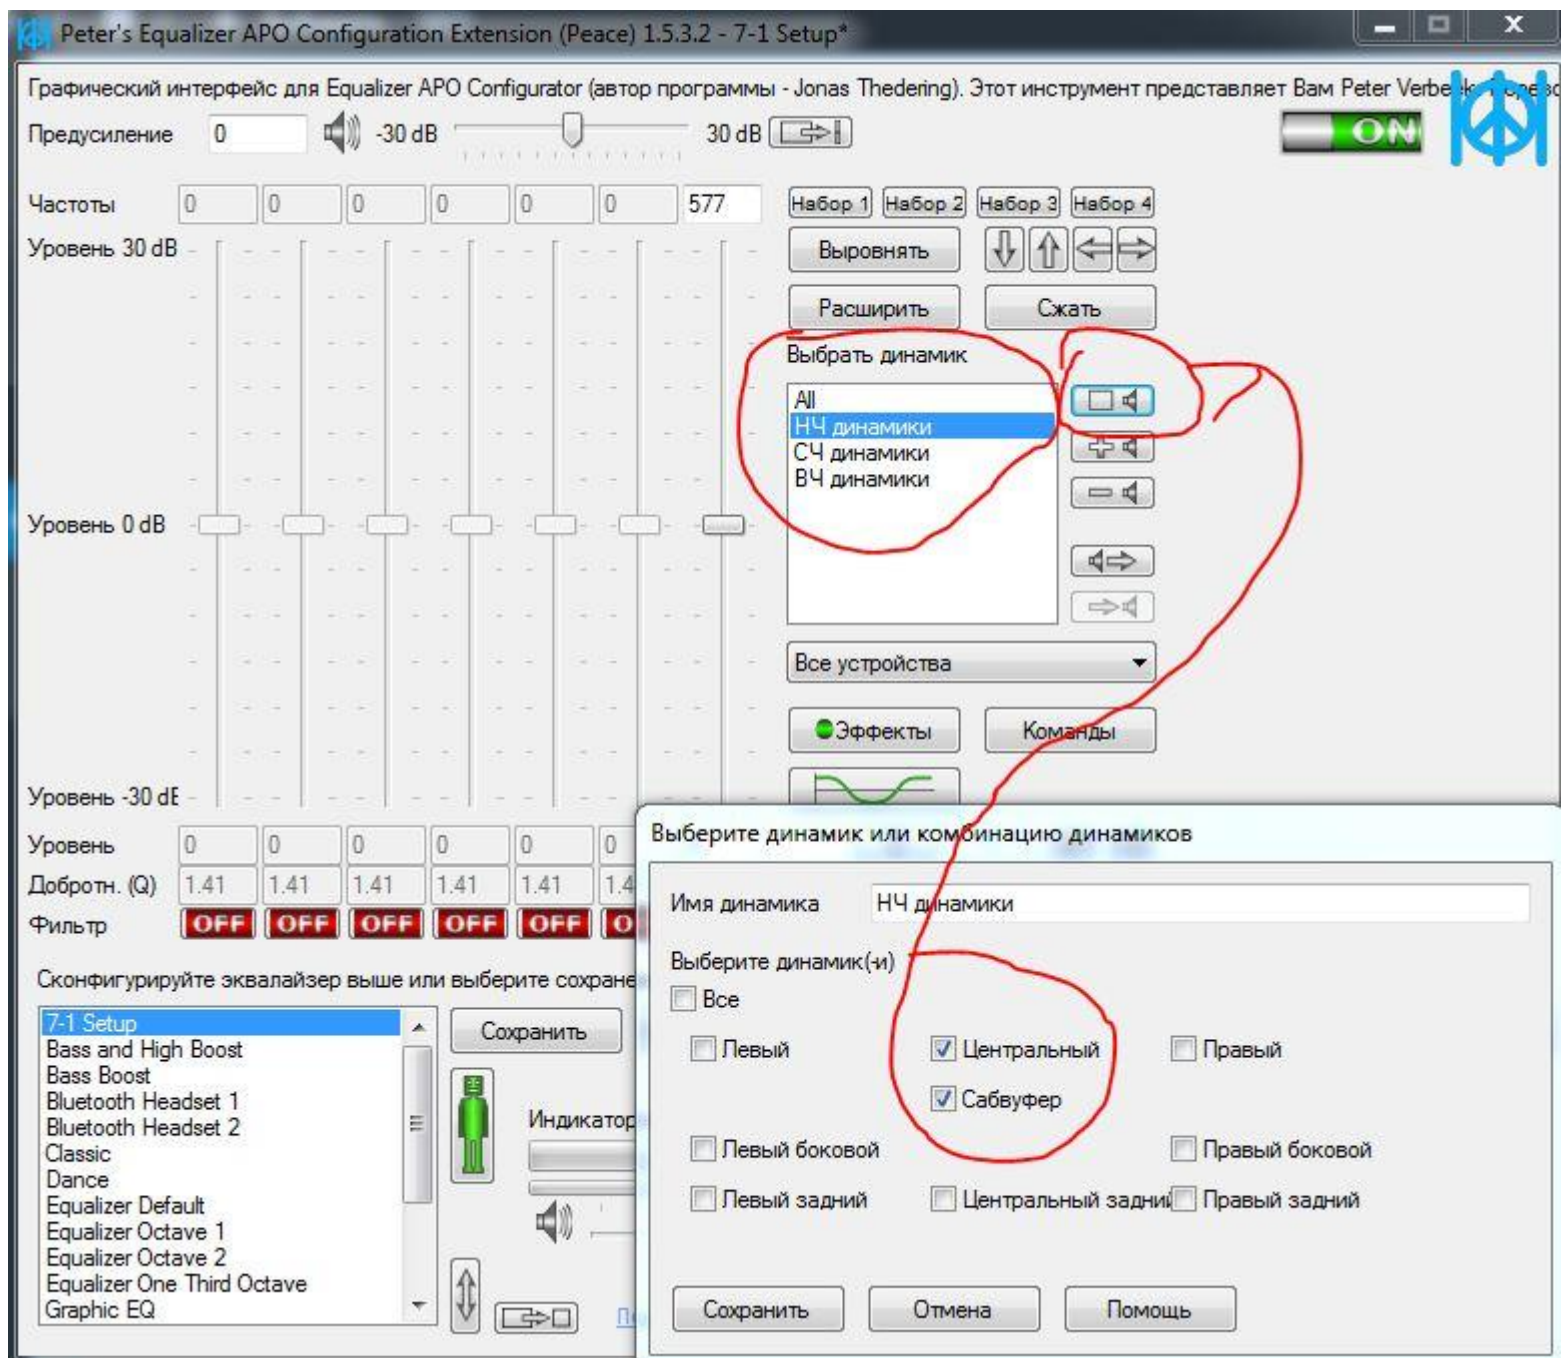 Peter's Equalizer APO Configuration Extension (Peace) 1.5.3.2 - 7-1 Setup*
Графический интерфейс для Equalizer APO Configurator (автор программы - Jonas Thedering). Этот инструмент представляет Вам Peter
Предусиление 0 -30 dB 30 dB
ON
Частоты 0 0 0 0 0 0 577
Набор 1 Набор 2 Набор 3 Набор 4
Уровень 30 dB
Выровнять
Расширить Сжать
Выбрать динамик
All
НЧ динамики
СЧ динамики
ВЧ динамики
Уровень 0 dB
Все устройства
Эффекты Команды
Уровень -30 dE
Уровень 0 0 0 0 0 0
Добротн. (Q) 1.41 1.41 1.41 1.41 1.41 1.4
Фильтр OFF OFF OFF OFF OFF O
Сконфигурируйте эквалайзер выше или выберите сохране
7-1 Setup
Bass and High Boost
Bass Boost
Bluetooth Headset 1
Bluetooth Headset 2
Classic
Dance
Equalizer Default
Equalizer Octave 1
Equalizer Octave 2
Equalizer One Third Octave
Graphic EQ
Сохранить
Индикатор
Выберите динамик или комбинацию динамиков
Имя динамика НЧ динамики
Выберите динамик(-и)
Все
Левый Центральный Правый
Сабвуфер
Левый боковой Правый боковой
Левый задний Центральный задний Правый задний
Сохранить Отмена Помощь